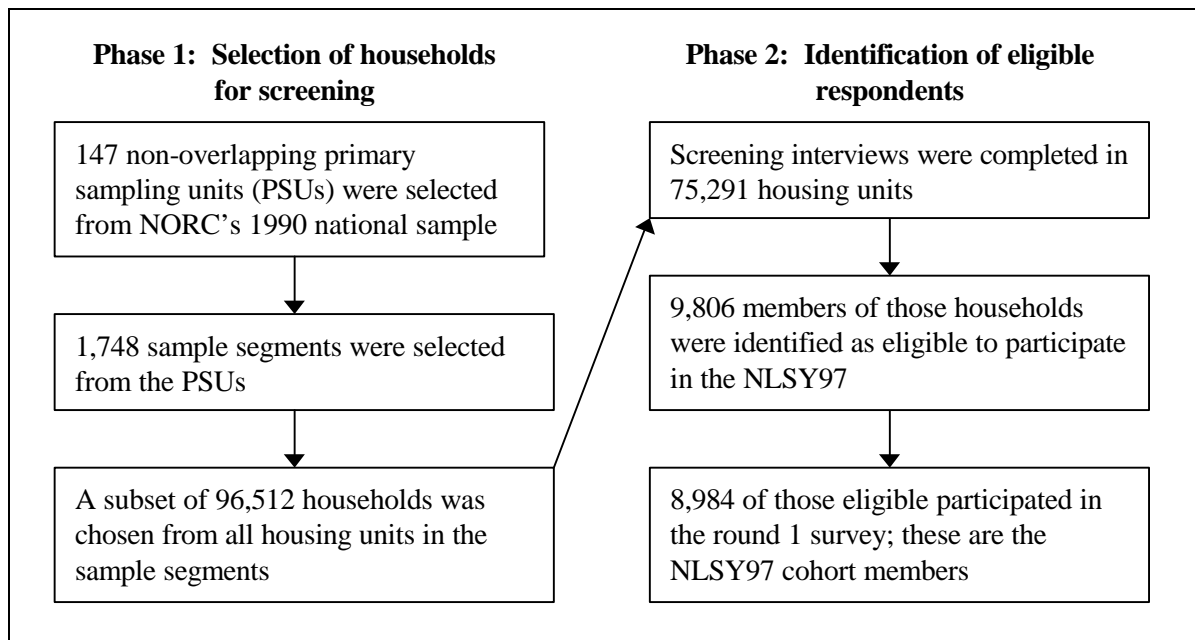 Phase 1:  Selection of households
for screening
147 non-overlapping primary
sampling units (PSUs) were selected
from NORC’s 1990 national sample
1,748 sample segments were selected
from the PSUs
A subset of 96,512 households was
chosen from all housing units in the
sample segments
Phase 2:  Identification of eligible
respondents
Screening interviews were completed in
75,291 housing units
9,806 members of those households
were identified as eligible to participate
in the NLSY97
8,984 of those eligible participated in
the round 1 survey; these are the
NLSY97 cohort members